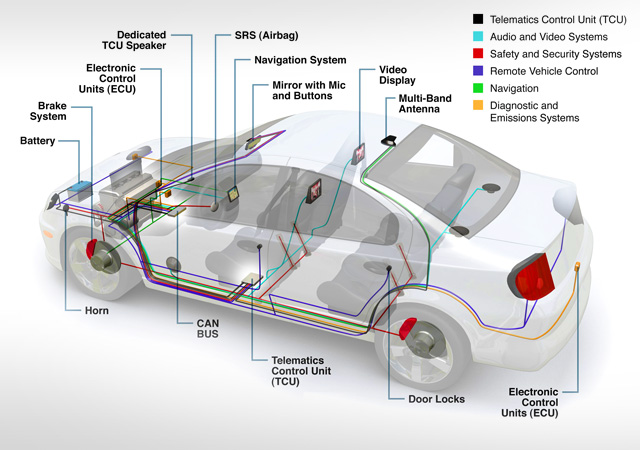 Dedicated
TCU Speaker
SRS (Airbag)
Telematics Control Unit (TCU)
Audio and Video Systems
Safety and Security Systems
Remote Vehicle Control
Navigation
Diagnostic and
Emissions Systems
Electronic
Control
Units (ECU)
Navigation System
Mirror with Mic
and Buttons
Video
Display
Multi-Band
Antenna
Brake
System
Battery
Horn
CAN
BUS
Telematics
Control Unit
(TCU)
Door Locks
Electronic
Control
Units (ECU)